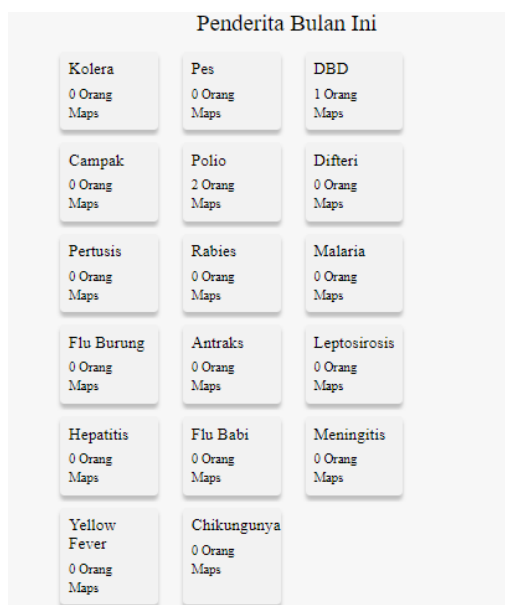 Penderita Bulan Ini
Kolera
0 Orang
Maps
Pes
0 Orang
Maps
DBD
1 Orang
Maps
Campak
0 Orang
Maps
Polio
2 Orang
Maps
Difteri
0 Orang
Maps
Pertusis
0 Orang
Maps
Rabies
0 Orang
Maps
Malaria
0 Orang
Maps
Flu Burung
0 Orang
Maps
Antraks
0 Orang
Maps
Leptosirosis
0 Orang
Maps
Hepatitis
0 Orang
Maps
Flu Babi
0 Orang
Maps
Meningitis
0 Orang
Maps
Yellow
Fever
0 Orang
Maps
Chikungunya
0 Orang
Maps